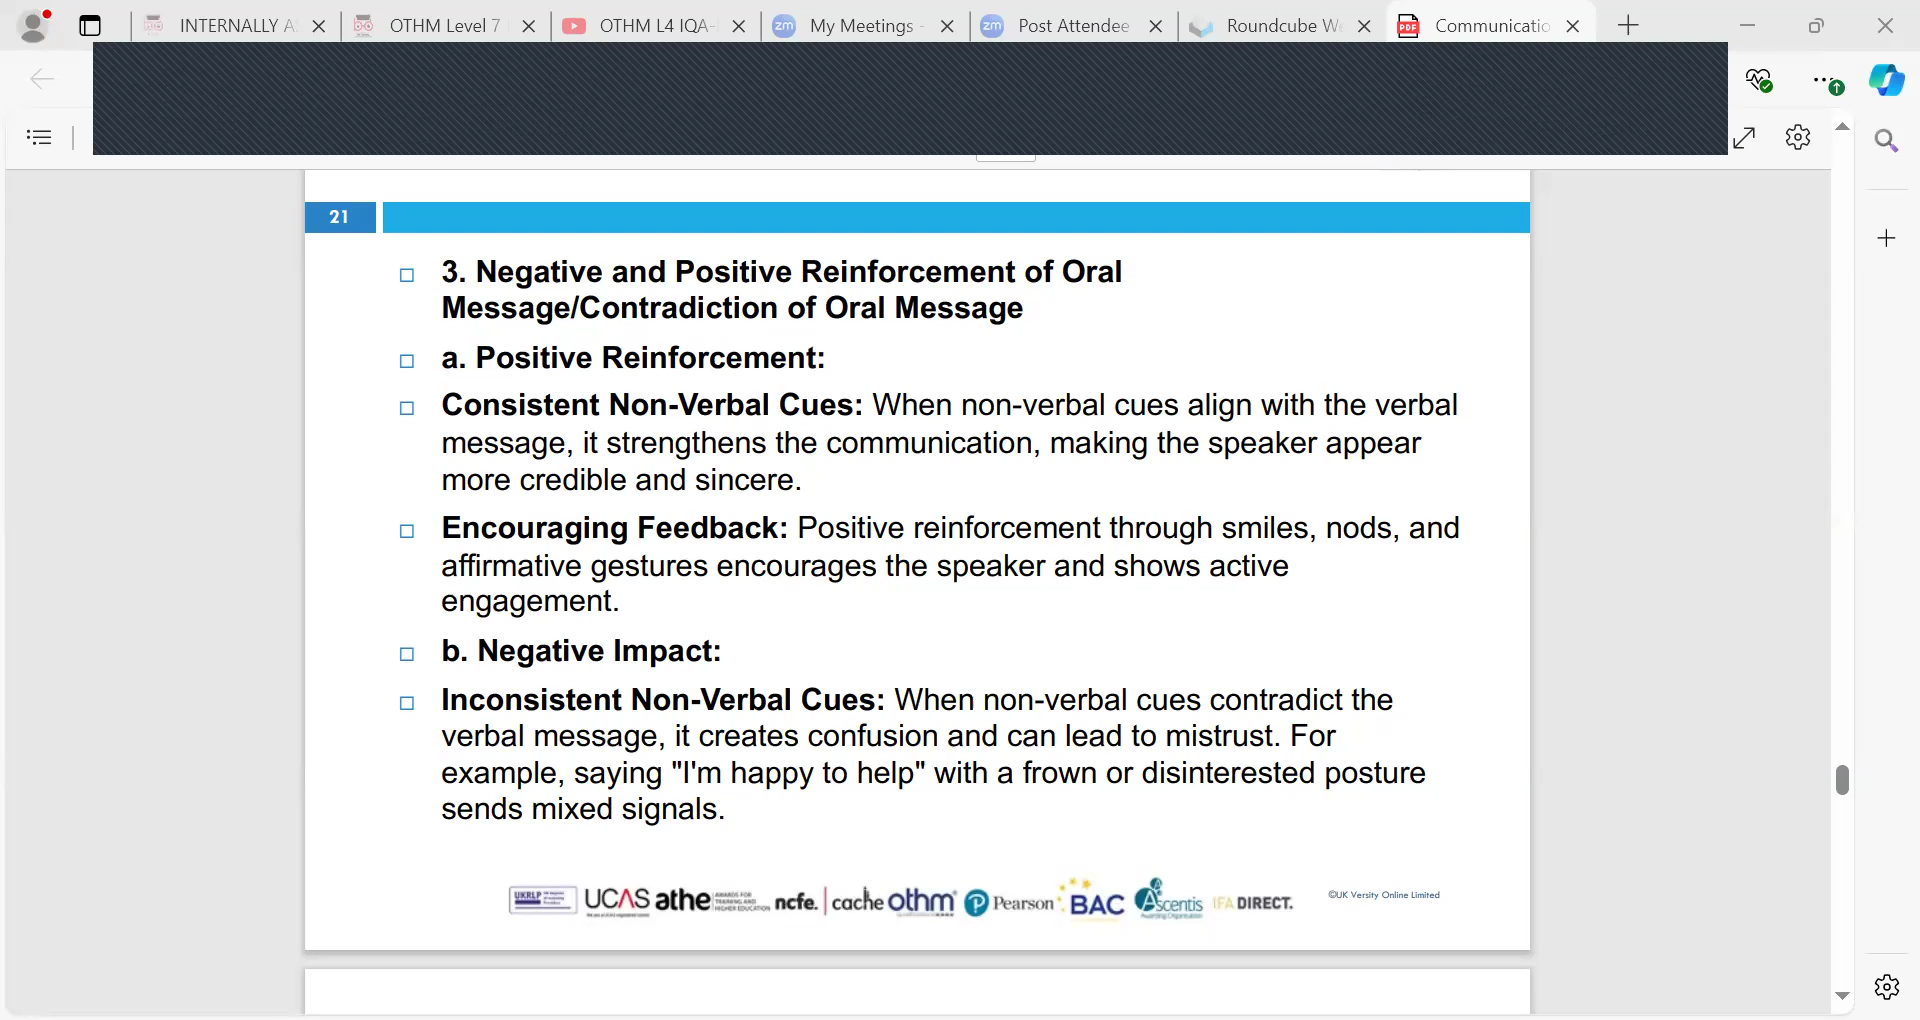 INTERNALLY A
OTHM Level 7
OTHM L4 IQA-
zm My Meetings -
zm Post Attendee
Roundcube We
PDF Communicatio
21
3. Negative and Positive Reinforcement of Oral
Message/Contradiction of Oral Message
a. Positive Reinforcement:
Consistent Non-Verbal Cues: When non-verbal cues align with the verbal
message, it strengthens the communication, making the speaker appear
more credible and sincere.
Encouraging Feedback: Positive reinforcement through smiles, nods, and
affirmative gestures encourages the speaker and shows active
engagement.
b. Negative Impact:
Inconsistent Non-Verbal Cues: When non-verbal cues contradict the
verbal message, it creates confusion and can lead to mistrust. For
example, saying "I'm happy to help" with a frown or disinterested posture
sends mixed signals.
UKRLP UCAS athe AWARDS FOR TRAINING AND HIGHER EDUCATION ncfe. cache othm Pearson BAC Ascentis IFA DIRECT.
©UK Versity Online Limited